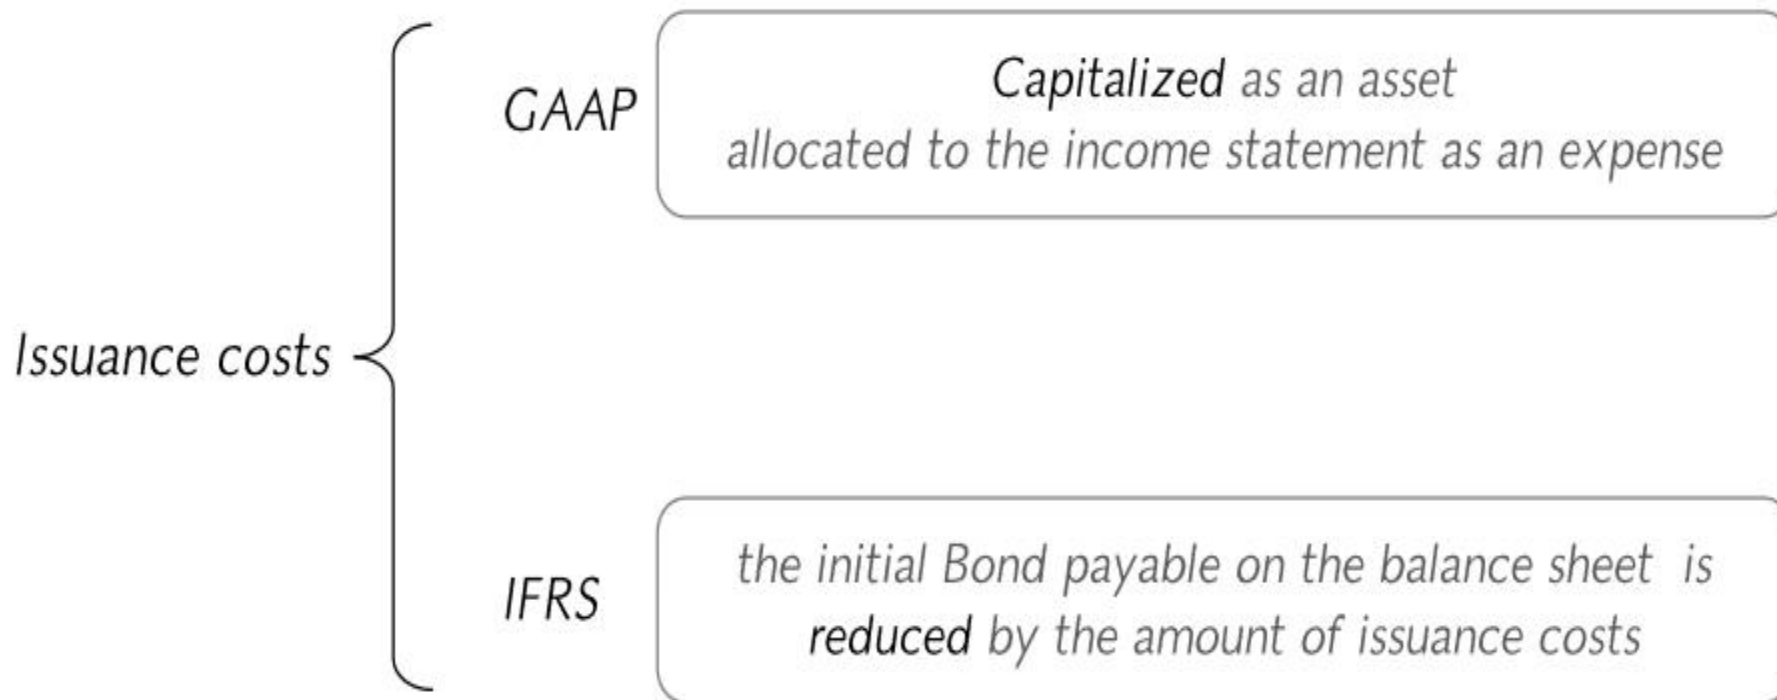 GAAP
Capitalized as an asset
allocated to the income statement as an expense
Issuance costs
IFRS
the initial Bond payable on the balance sheet is
reduced by the amount of issuance costs